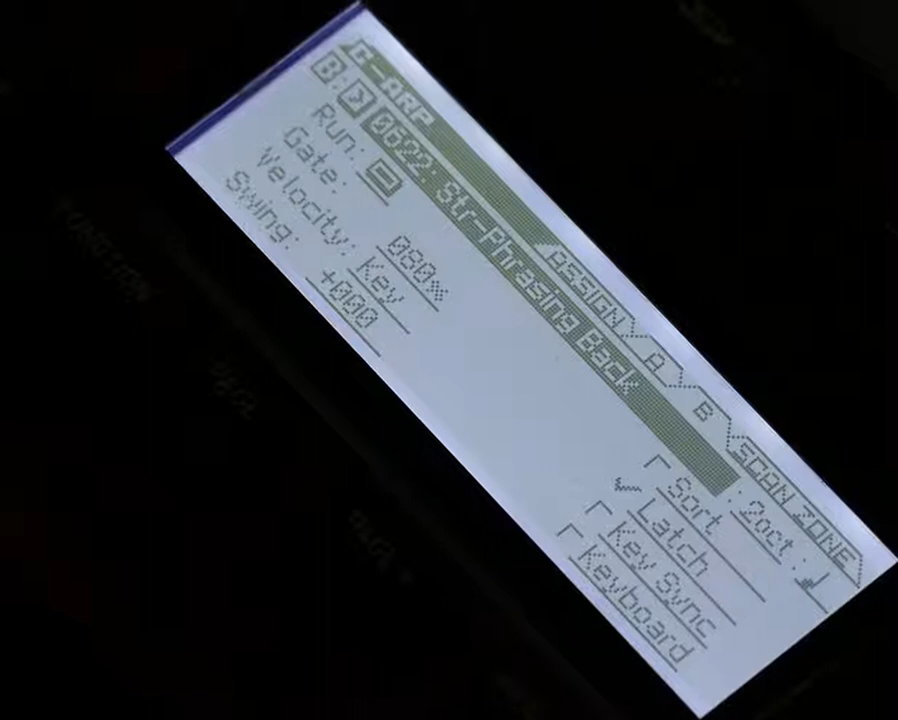 C-ARP ASSIGN A B SCAN ZONE
B: 0622: Str-Phrasing Back : 2oct :
Run: Sort
Gate: 080% Latch
Velocity: Key Key Sync
Swing: +000 Keyboard